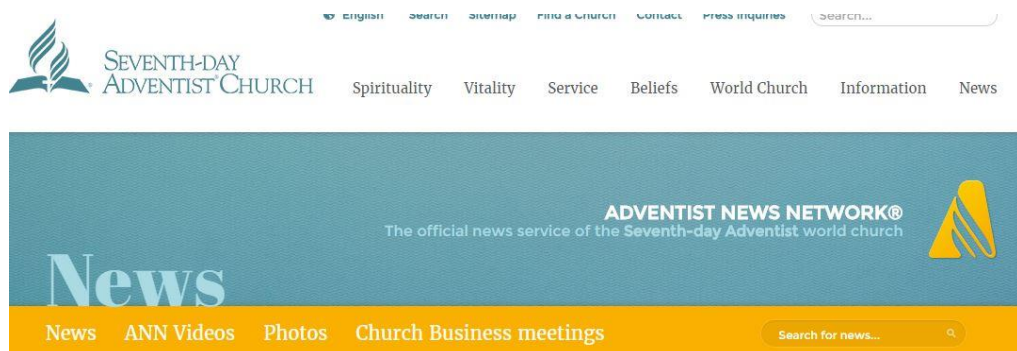 English Search Sitemap Find a Church Contact Press Inquiries Search...
SEVENTH-DAY
ADVENTIST® CHURCH
Spirituality Vitality Service Beliefs World Church Information News
ADVENTIST NEWS NETWORK®
The official news service of the Seventh-day Adventist world church
News
News ANN Videos Photos Church Business meetings Search for news...